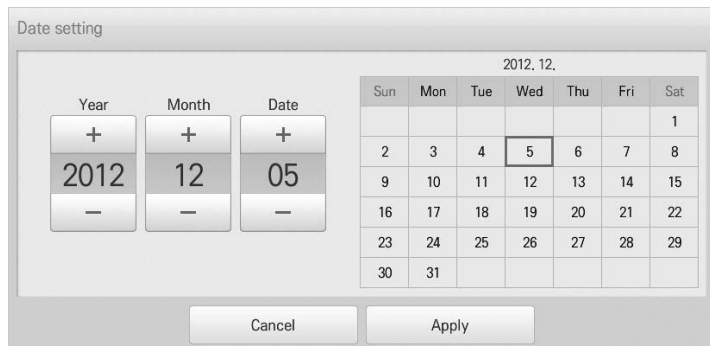 Date setting
Year Month Date
+ + +
2012 12 05
− − −
2012. 12.
Sun Mon Tue Wed Thu Fri Sat
1
2 3 4 5 6 7 8
9 10 11 12 13 14 15
16 17 18 19 20 21 22
23 24 25 26 27 28 29
30 31
Cancel Apply